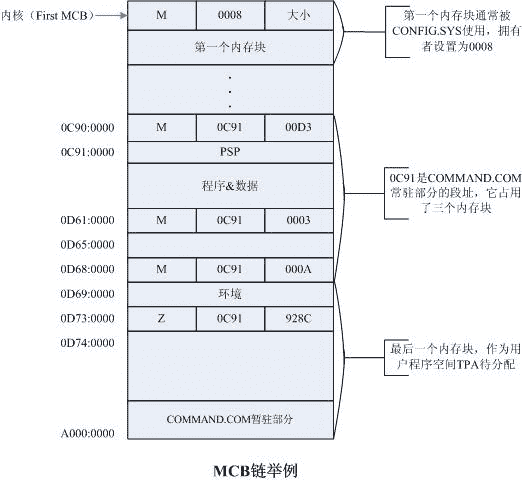 内核（First MCB）
M 0008 大小
第一个内存块
第一个内存块通常被
CONFIG.SYS使用，拥有
者设置为0008
0C90:0000 M 0C91 00D3
0C91:0000 PSP
程序&数据
0C91是COMMAND.COM
常驻部分的段址，它占用
了三个内存块
0D61:0000 M 0C91 0003
0D65:0000
0D68:0000 M 0C91 000A
0D69:0000 环境
0D73:0000 Z 0C91 928C
0D74:0000
最后一个内存块，作为用
户程序空间TPA待分配
COMMAND.COM暂驻部分
A000:0000
MCB链举例